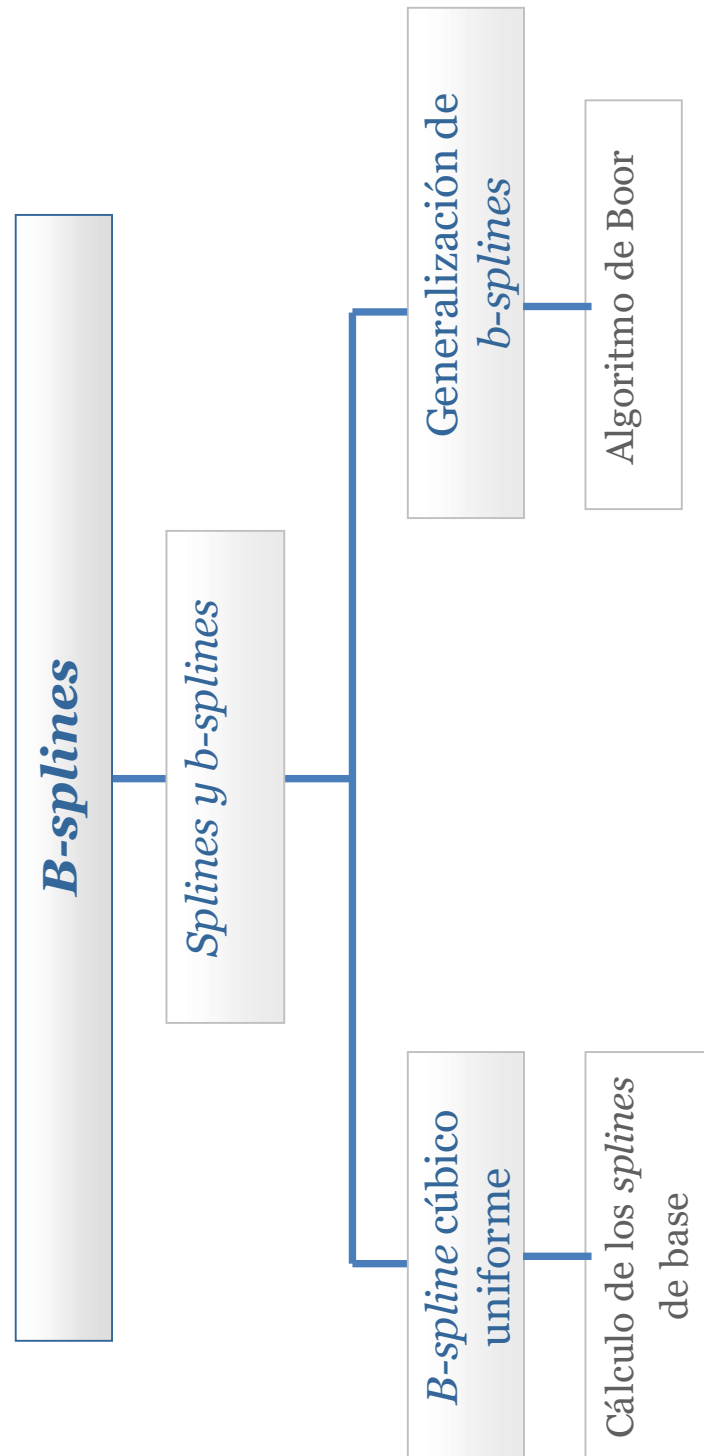 B-splines
Splines y b-splines
B-spline cúbico
uniforme
Cálculo de los splines
de base
Generalización de
b-splines
Algoritmo de Boor